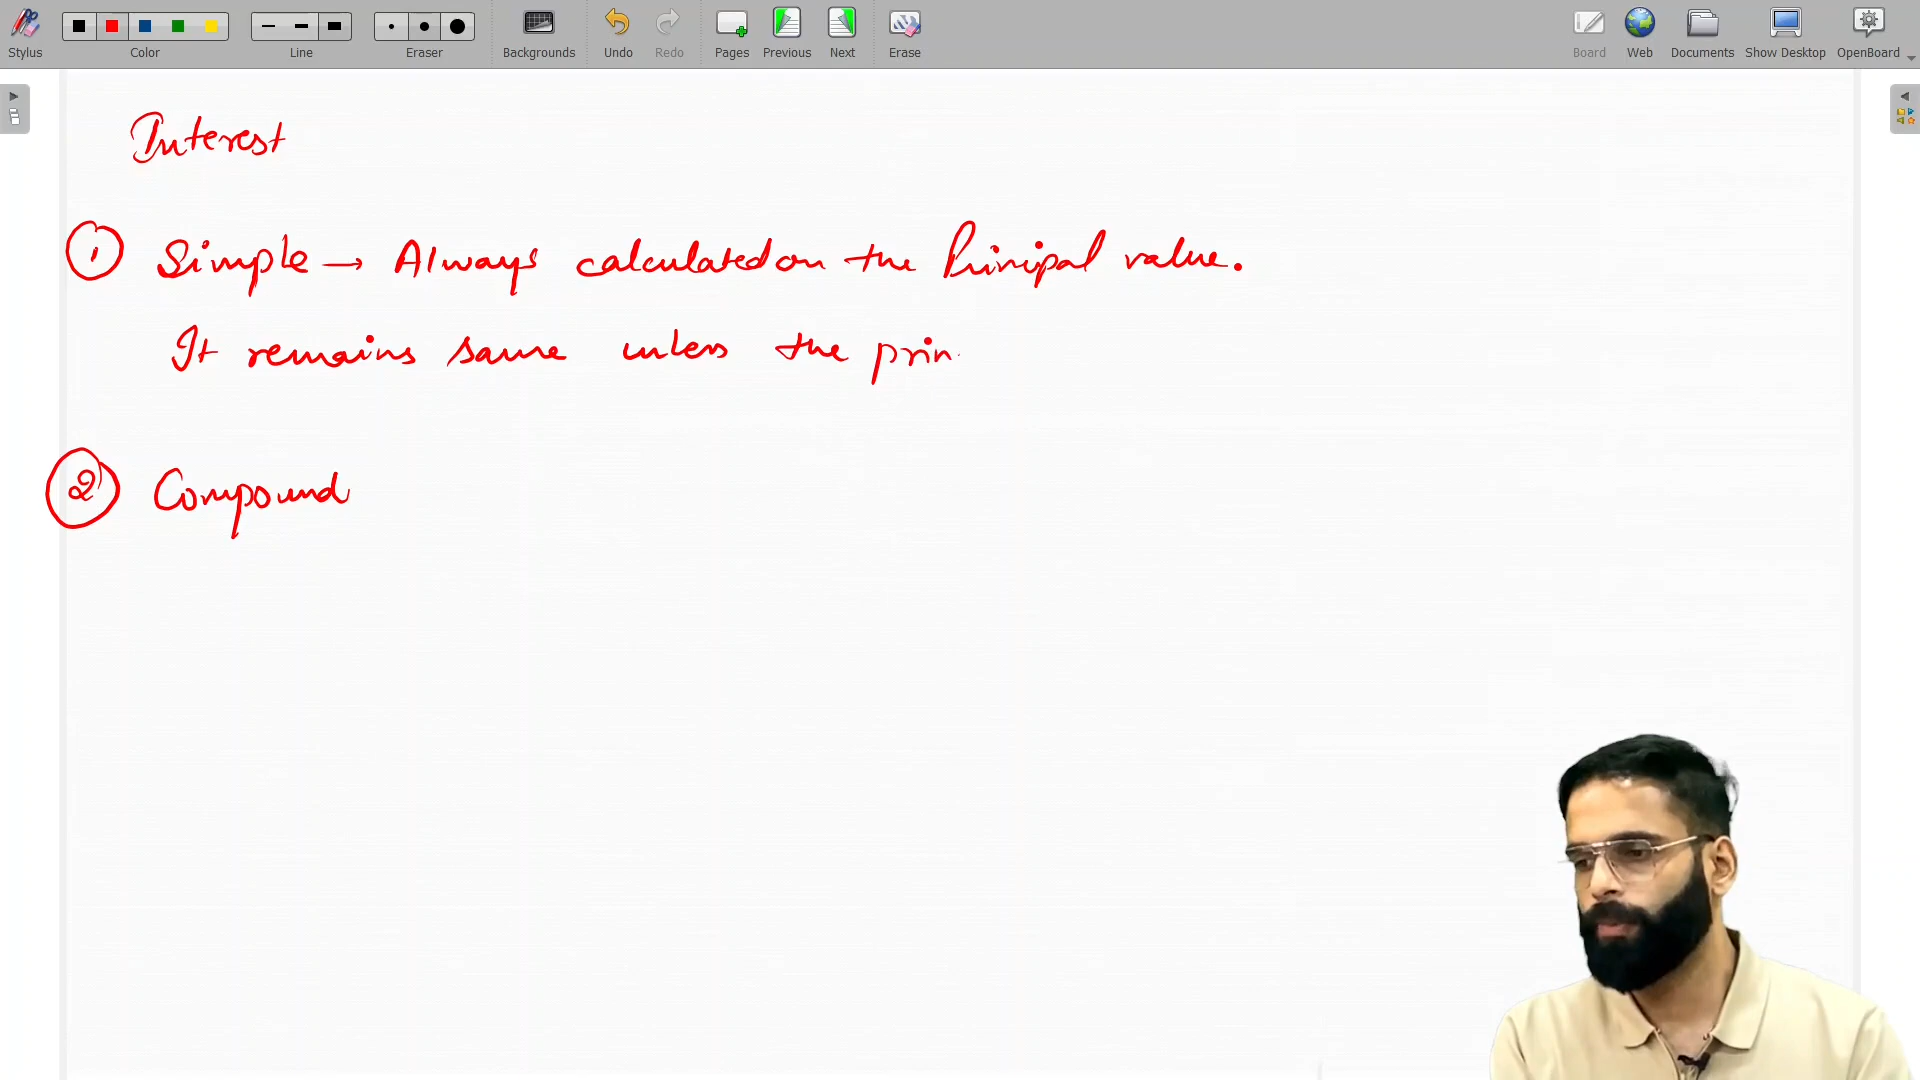 Stylus Color Line Eraser Backgrounds Undo Redo Pages Previous Next Erase Board Web Documents Show Desktop OpenBoard
Interest
① Simple → Always calculated on the Principal value.
It remains same unless the prin
② Compound